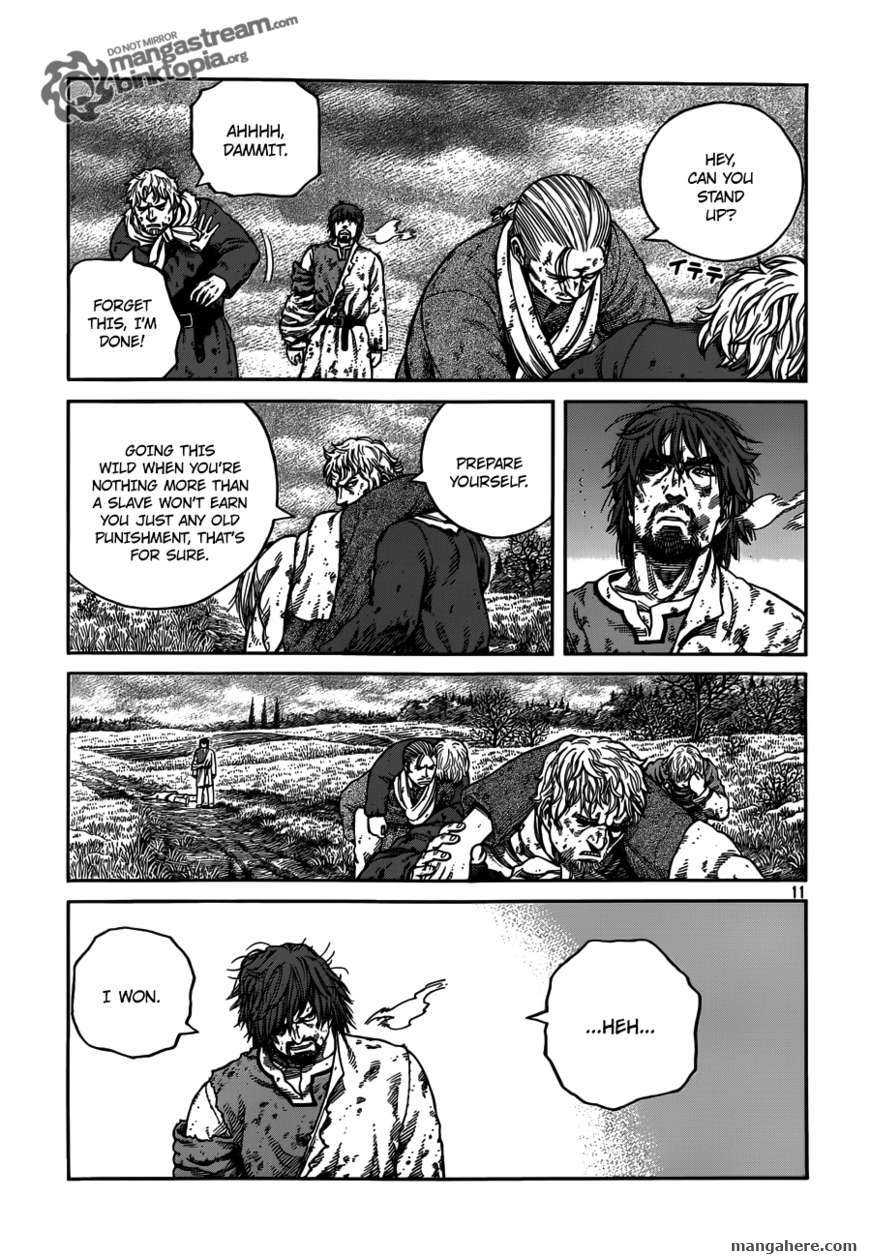 DO NOT MIRROR
mangastream.com
binktopia.org
HEY,
CAN YOU
STAND
UP?
イテテ
AHHHH,
DAMMIT.
FORGET
THIS, I'M
DONE!
PREPARE
YOURSELF.
GOING THIS
WILD WHEN YOU'RE
NOTHING MORE THAN
A SLAVE WON'T EARN
YOU JUST ANY OLD
PUNISHMENT, THAT'S
FOR SURE.
11
...HEH...
I WON.
mangahere.com